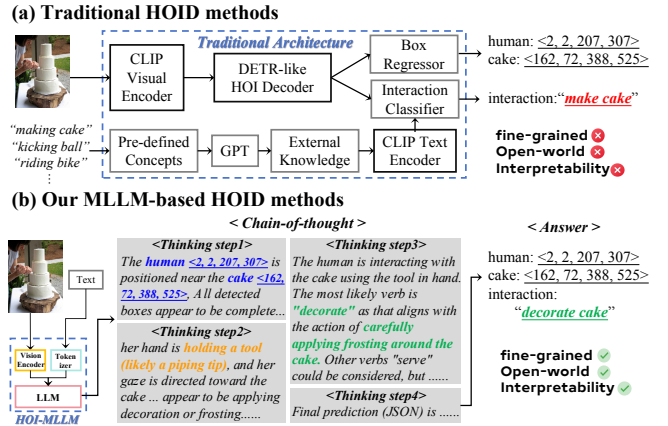 (a) Traditional HOID methods
Traditional Architecture
CLIP
Visual
Encoder
DETR-like
HOI Decoder
Box
Regressor
Interaction
Classifier
human: <2, 2, 207, 307>
cake: <162, 72, 388, 525>
interaction:“make cake”
“making cake”
“kicking ball”
“riding bike”
⋮
Pre-defined
Concepts
GPT
External
Knowledge
CLIP Text
Encoder
fine-grained
Open-world
Interpretability
(b) Our MLLM-based HOID methods
< Chain-of-thought >
< Answer >
Text
Vision
Encoder
Token
izer
LLM
HOI-MLLM
<Thinking step1>
The human <2, 2, 207, 307> is
positioned near the cake <162,
72, 388, 525>, All detected
boxes appear to be complete...
<Thinking step2>
her hand is holding a tool
(likely a piping tip), and her
gaze is directed toward the
cake ... appear to be applying
decoration or frosting......
<Thinking step3>
The human is interacting with
the cake using the tool in hand.
The most likely verb is
"decorate" as that aligns with
the action of carefully
applying frosting around the
cake. Other verbs "serve"
could be considered, but ......
<Thinking step4>
Final prediction (JSON) is ......
human: <2, 2, 207, 307>
cake: <162, 72, 388, 525>
interaction:
“decorate cake”
fine-grained
Open-world
Interpretability